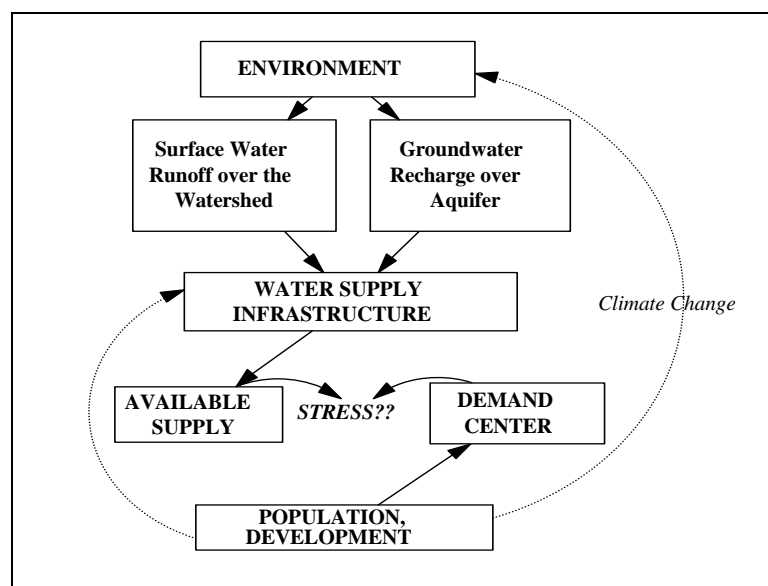 ENVIRONMENT
Surface Water
Runoff over the
Watershed
Groundwater
Recharge over
Aquifer
WATER SUPPLY
INFRASTRUCTURE
Climate Change
AVAILABLE
SUPPLY
STRESS??
DEMAND
CENTER
POPULATION,
DEVELOPMENT